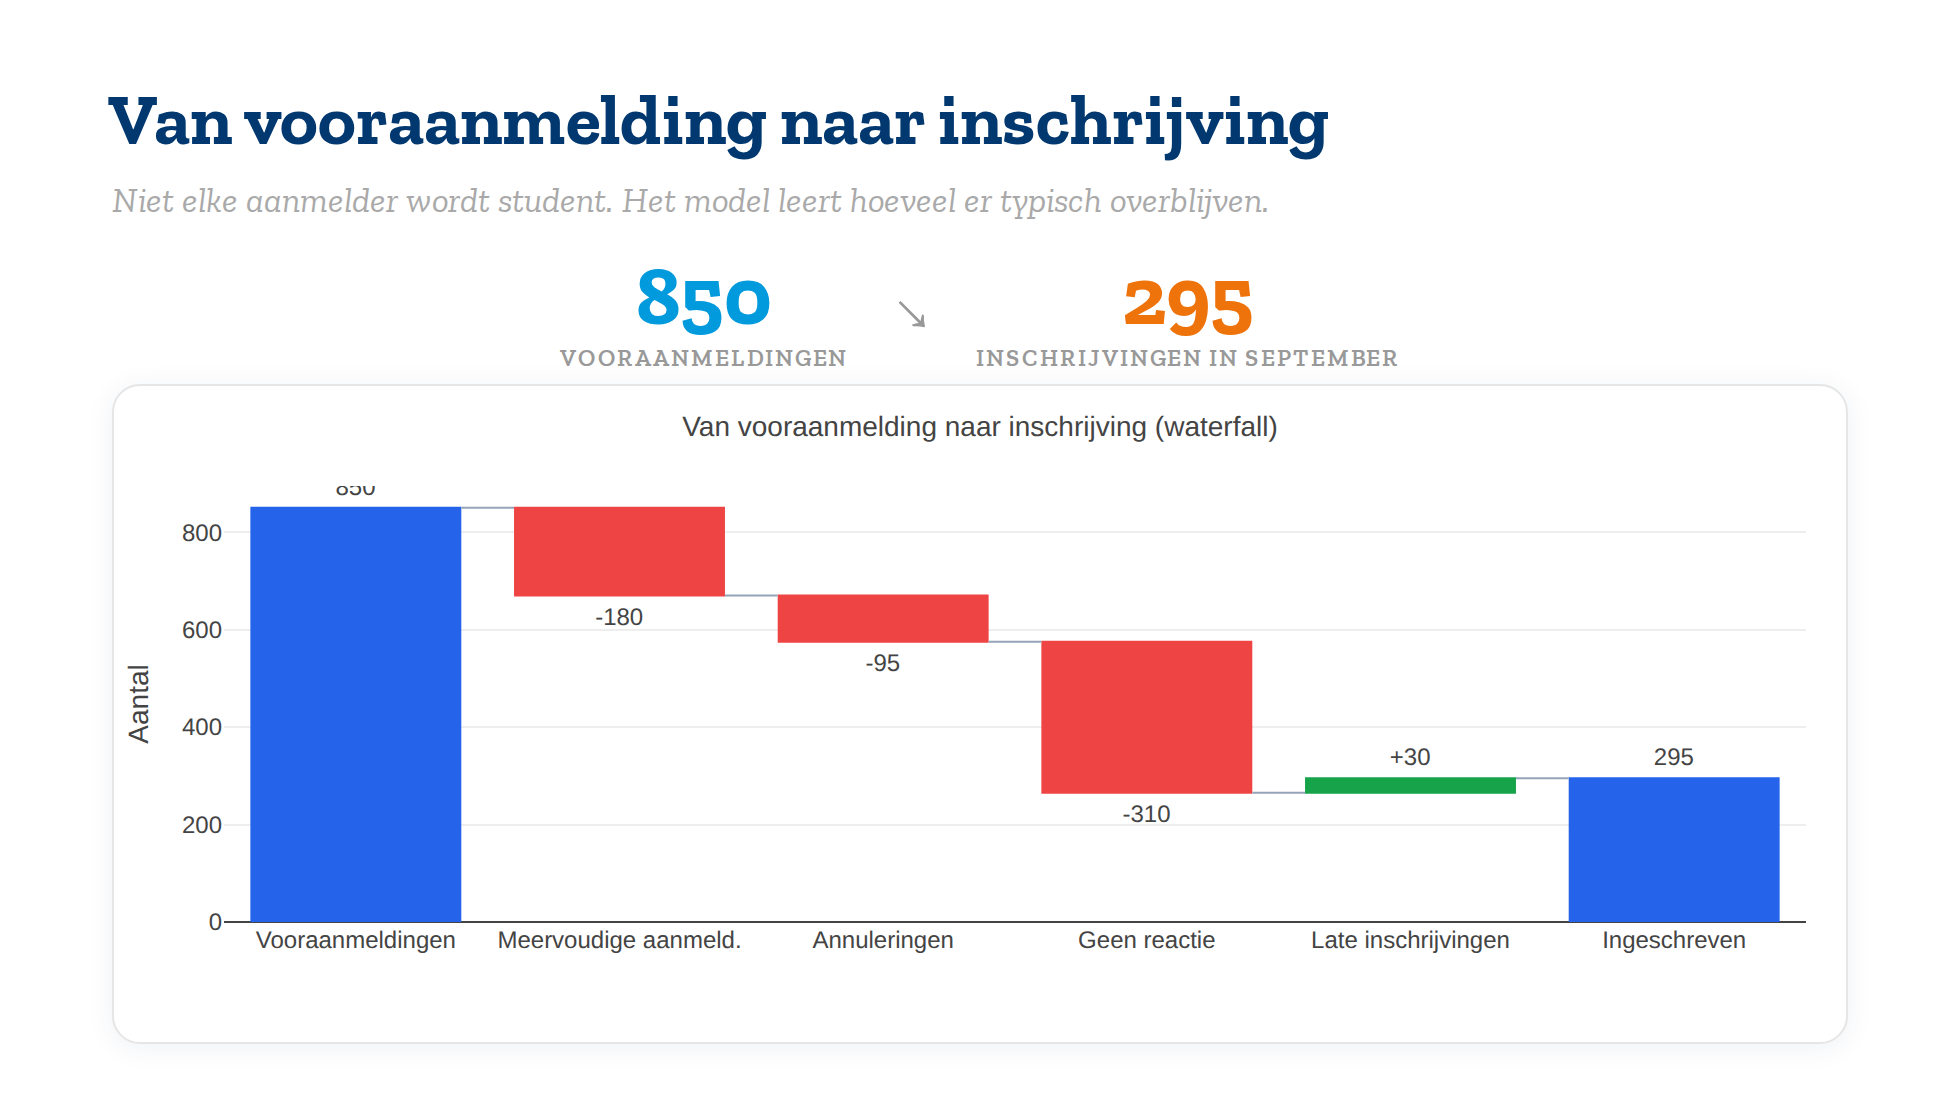 Van vooraanmelding naar inschrijving
Niet elke aanmelder wordt student. Het model leert hoeveel er typisch overblijven.
850
VOORAANMELDINGEN
↘
295
INSCHRIJVINGEN IN SEPTEMBER
Van vooraanmelding naar inschrijving (waterfall)
Aantal
800
600
400
200
0
850
-180
-95
-310
+30
295
Vooraanmeldingen
Meervoudige aanmeld.
Annuleringen
Geen reactie
Late inschrijvingen
Ingeschreven